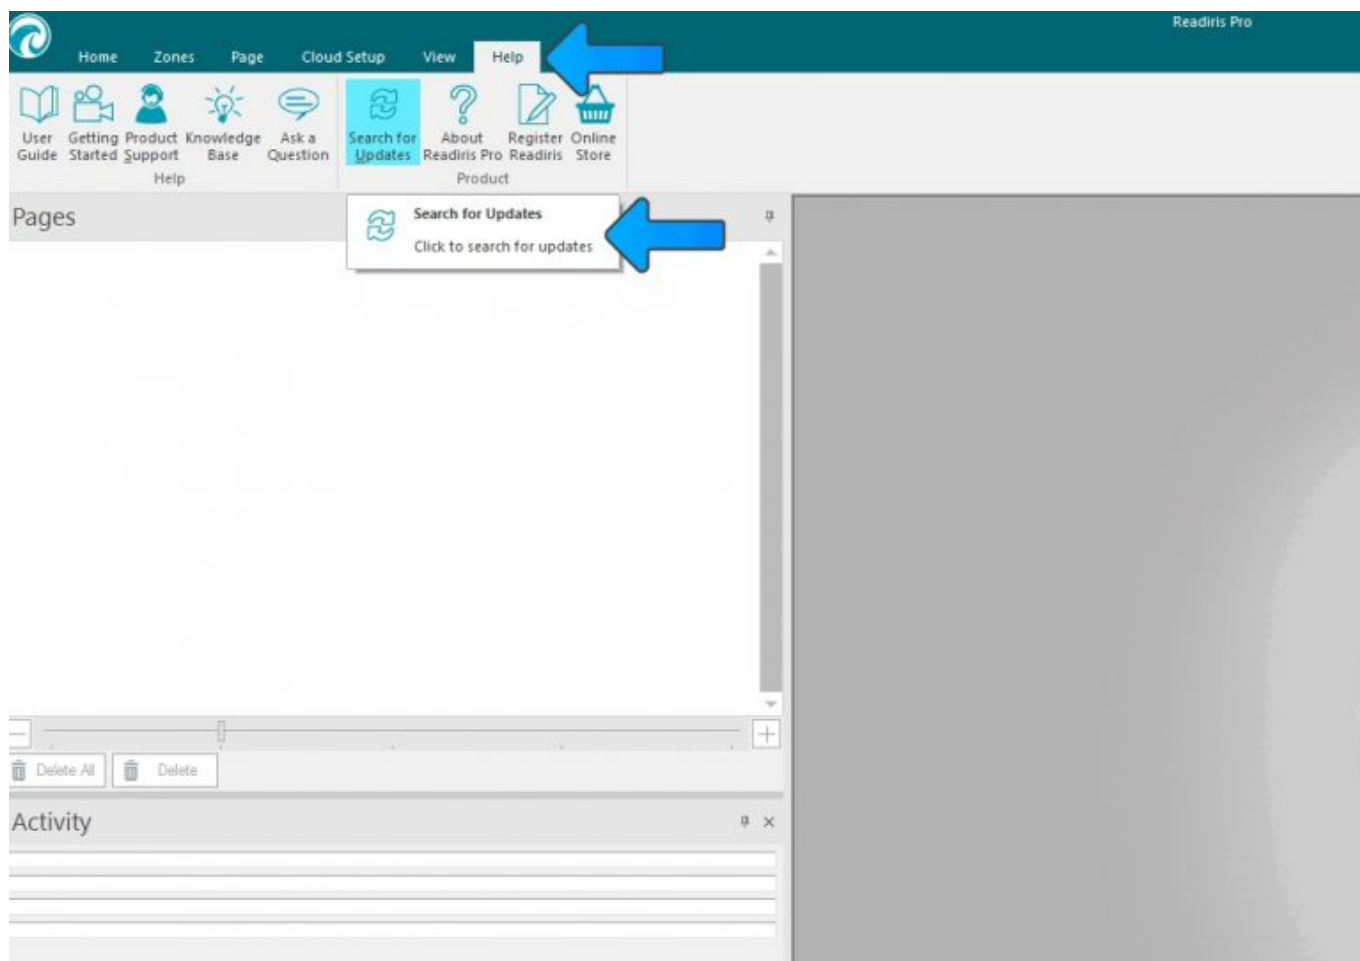 Readiris Pro
Home Zones Page Cloud Setup View Help
User Guide
Getting Started
Product Support
Knowledge Base
Ask a Question
Search for Updates
About Readiris Pro
Register Readiris
Online Store
Help
Product
Pages
Search for Updates
Click to search for updates
Delete All
Delete
Activity